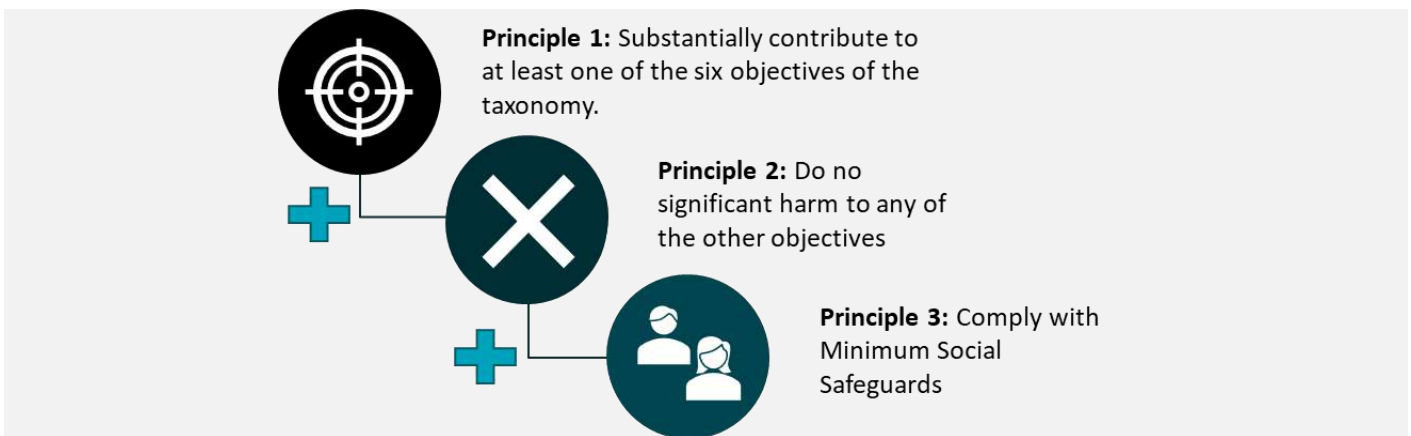 Principle 1: Substantially contribute to
at least one of the six objectives of the
taxonomy.
Principle 2: Do no
significant harm to any of
the other objectives
Principle 3: Comply with
Minimum Social
Safeguards